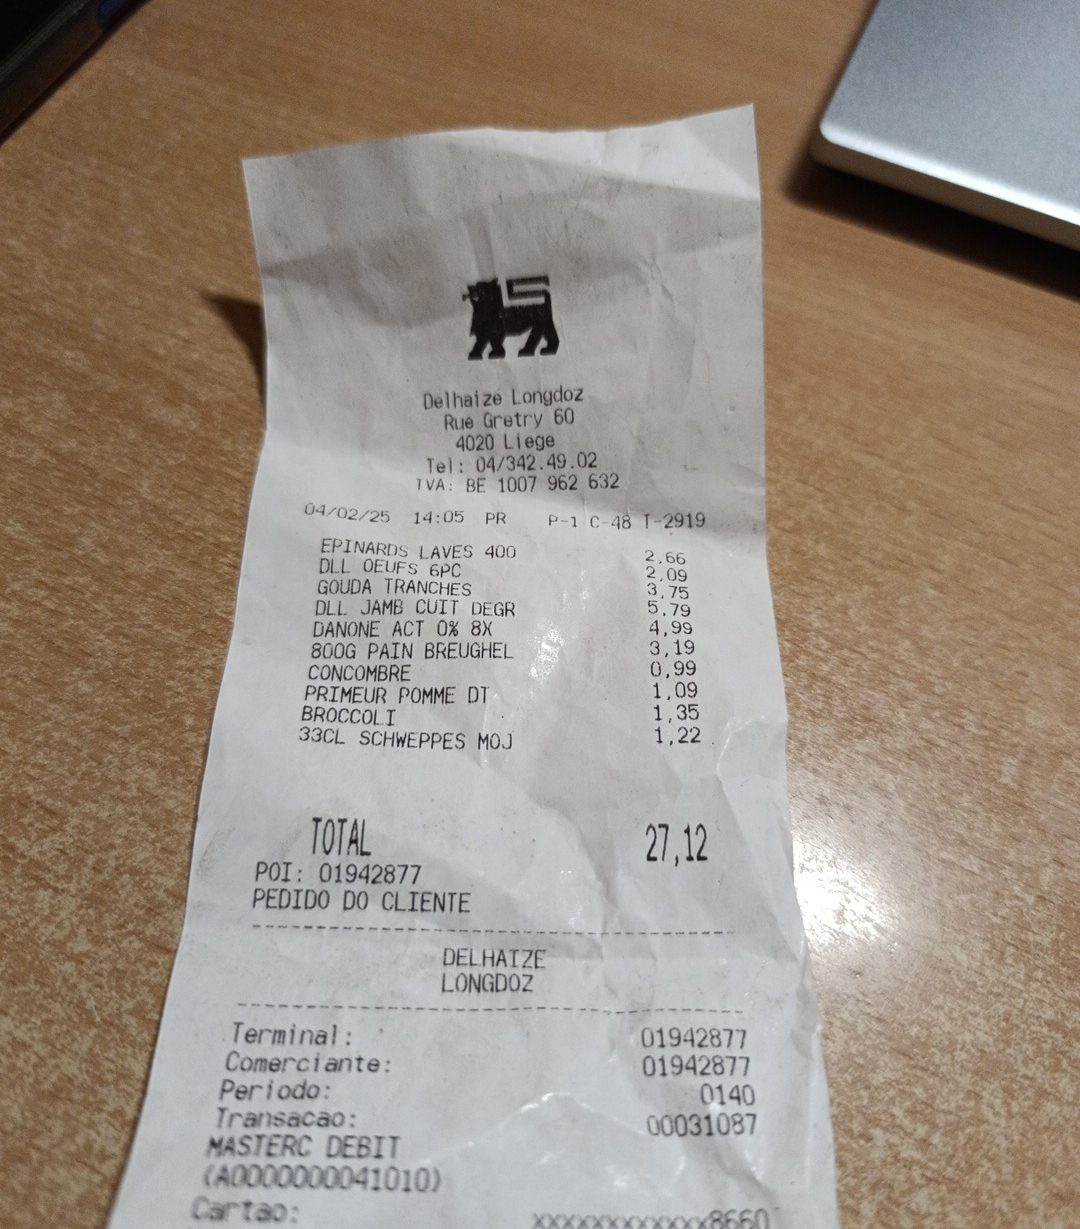 Delhaize Longdoz
Rue Gretry 60
4020 Liege
Tel: 04/342.49.02
TVA: BE 1007 962 632
04/02/25 14:05 PR P-1 C-48 T-2919
EPINARDS LAVES 400 2,66
DLL OEUFS 6PC 2,09
GOUDA TRANCHES 3,75
DLL JAMB CUIT DEGR 5,79
DANONE ACT 0% 8X 4,99
800G PAIN BREUGHEL 3,19
CONCOMBRE 0,99
PRIMEUR POMME DT 1,09
BROCCOLI 1,35
33CL SCHWEPPES MOJ 1,22
TOTAL 27,12
POI: 01942877
PEDIDO DO CLIENTE
DELHAIZE
LONGDOZ
Terminal: 01942877
Comerciante: 01942877
Periodo: 0140
Transacao: 00031087
MASTERC DEBIT
(A0000000041010)
Cartao: xxxxxxxxxxxx8660